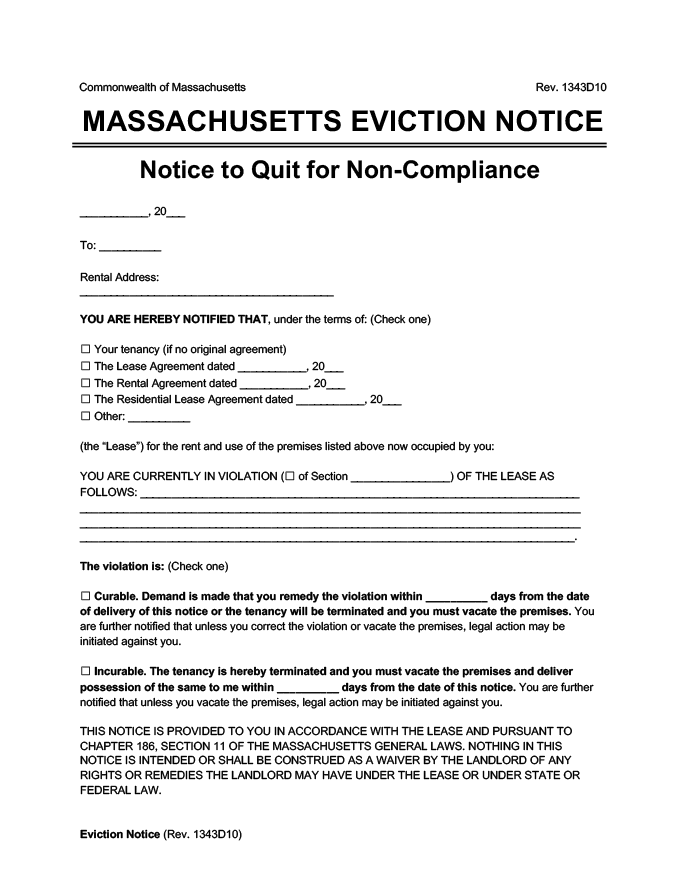 Commonwealth of Massachusetts Rev. 1343D10
MASSACHUSETTS EVICTION NOTICE
Notice to Quit for Non-Compliance
___________, 20___
To: __________
Rental Address:
_________________________________________
YOU ARE HEREBY NOTIFIED THAT, under the terms of: (Check one)
☐ Your tenancy (if no original agreement)
☐ The Lease Agreement dated ___________, 20___
☐ The Rental Agreement dated ___________, 20___
☐ The Residential Lease Agreement dated ___________, 20___
☐ Other: __________
(the “Lease”) for the rent and use of the premises listed above now occupied by you:
YOU ARE CURRENTLY IN VIOLATION (☐ of Section ________________) OF THE LEASE AS
FOLLOWS: _______________________________________________________________________
_________________________________________________________________________________
_________________________________________________________________________________
________________________________________________________________________________.
The violation is: (Check one)
☐ Curable. Demand is made that you remedy the violation within __________ days from the date
of delivery of this notice or the tenancy will be terminated and you must vacate the premises. You
are further notified that unless you correct the violation or vacate the premises, legal action may be
initiated against you.
☐ Incurable. The tenancy is hereby terminated and you must vacate the premises and deliver
possession of the same to me within __________ days from the date of this notice. You are further
notified that unless you vacate the premises, legal action may be initiated against you.
THIS NOTICE IS PROVIDED TO YOU IN ACCORDANCE WITH THE LEASE AND PURSUANT TO
CHAPTER 186, SECTION 11 OF THE MASSACHUSETTS GENERAL LAWS. NOTHING IN THIS
NOTICE IS INTENDED OR SHALL BE CONSTRUED AS A WAIVER BY THE LANDLORD OF ANY
RIGHTS OR REMEDIES THE LANDLORD MAY HAVE UNDER THE LEASE OR UNDER STATE OR
FEDERAL LAW.
Eviction Notice (Rev. 1343D10)